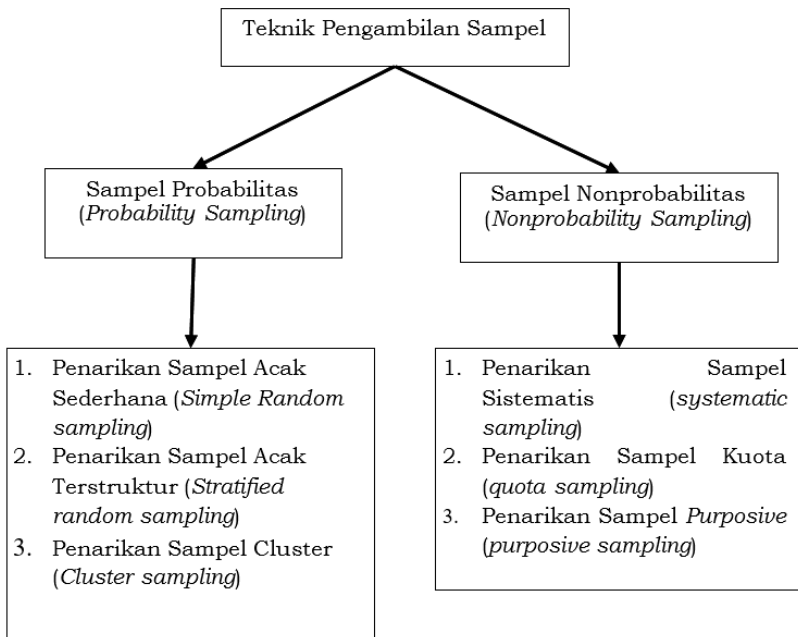 Teknik Pengambilan Sampel
Sampel Probabilitas
(Probability Sampling)
Sampel Nonprobabilitas
(Nonprobability Sampling)
1. Penarikan Sampel Acak
Sederhana (Simple Random
sampling)
2. Penarikan Sampel Acak
Terstruktur (Stratified
random sampling)
3. Penarikan Sampel Cluster
(Cluster sampling)
1. Penarikan Sampel
Sistematis (systematic
sampling)
2. Penarikan Sampel Kuota
(quota sampling)
3. Penarikan Sampel Purposive
(purposive sampling)